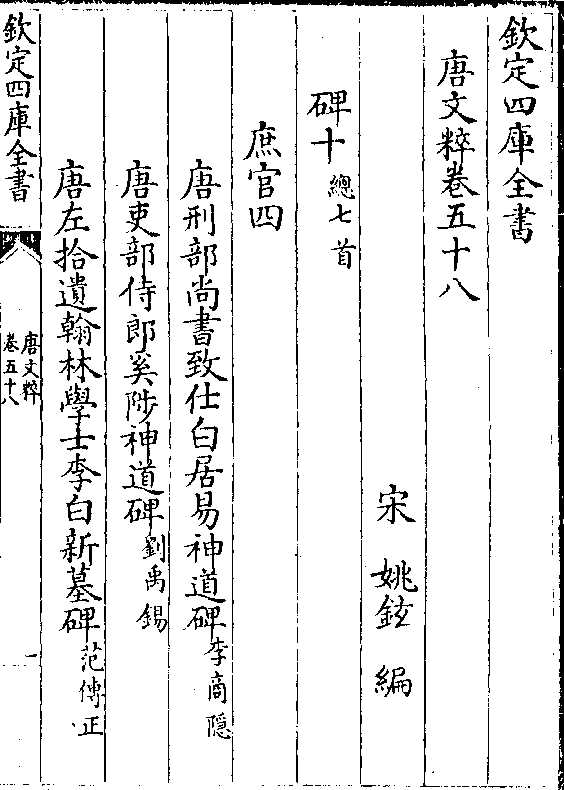 欽定四庫全書
唐文粹卷五十八
宋 姚鉉 編
碑十 總七首
庶官四
唐刑部尚書致仕白居易神道碑 李商隠
唐吏部侍郎奚陟神道碑 劉禹錫
唐左拾遺翰林學士李白新墓碑 范傳正
欽定四庫全書
唐文粹
卷五十八
一